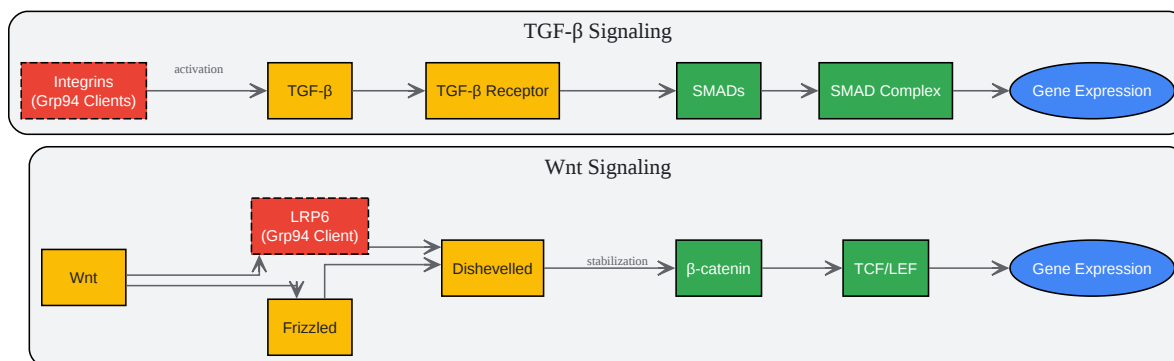 TGF-β Signaling
Integrins
(Grp94 Clients)
activation
TGF-β
TGF-β Receptor
SMADs
SMAD Complex
Gene Expression
Wnt Signaling
Wnt
LRP6
(Grp94 Client)
Frizzled
Dishevelled
stabilization
β-catenin
TCF/LEF
Gene Expression